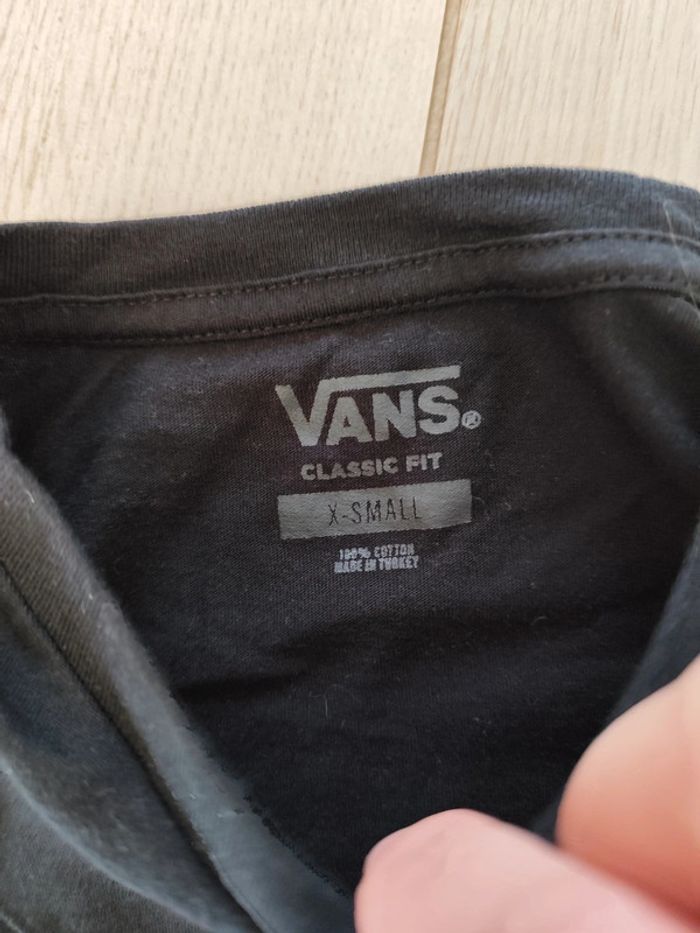 VANS®
CLASSIC FIT
X-SMALL
100% COTTON
MADE IN TURKEY